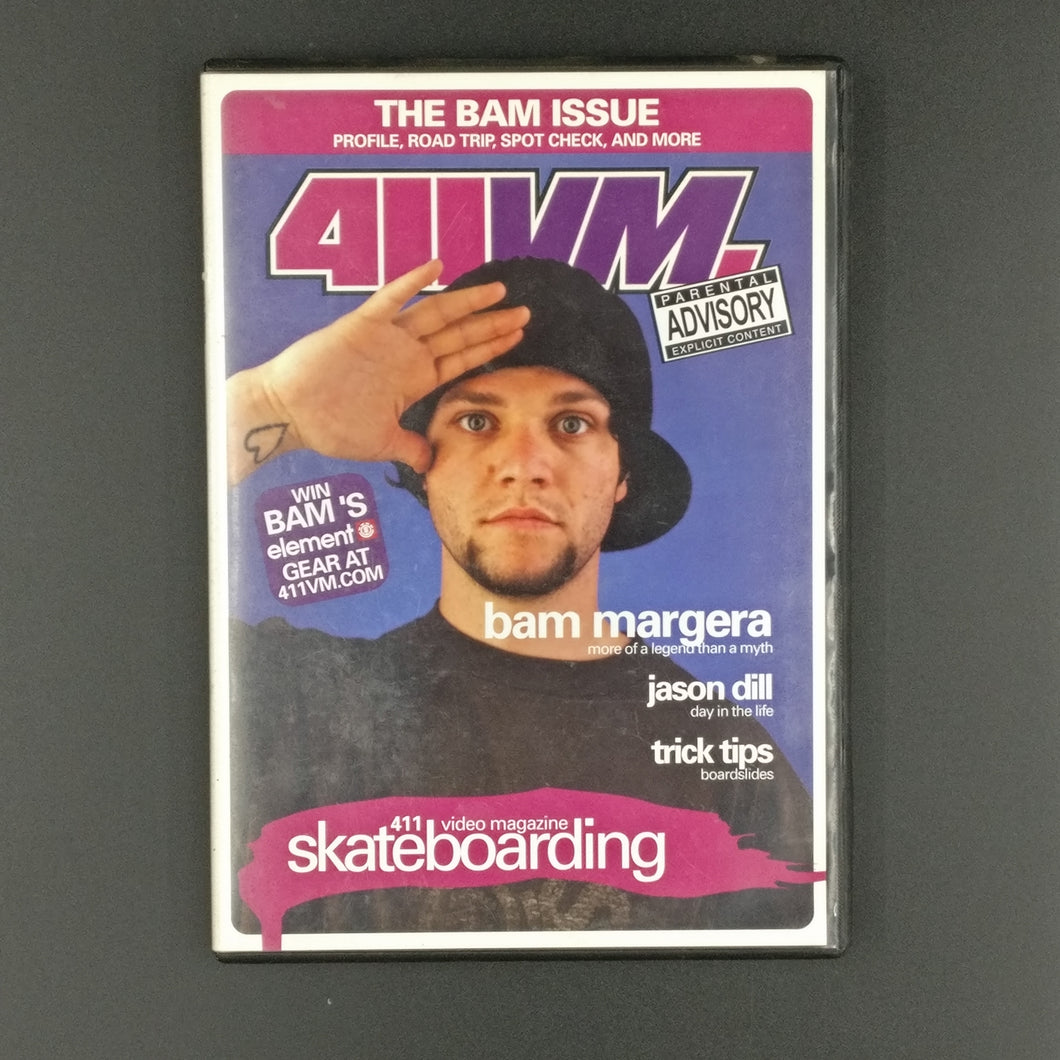 THE BAM ISSUE
PROFILE, ROAD TRIP, SPOT CHECK, AND MORE
411VM.
PARENTAL
ADVISORY
EXPLICIT CONTENT
WIN
BAM 'S
element
GEAR AT
411VM.COM
bam margera
more of a legend than a myth
jason dill
day in the life
trick tips
boardslides
411 video magazine
skateboarding